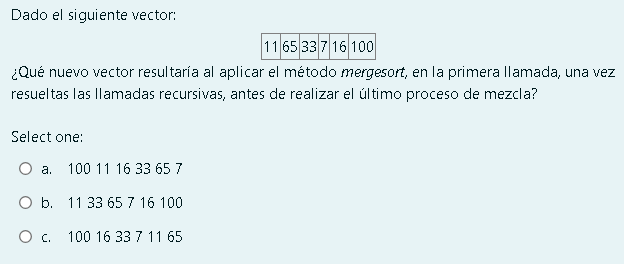 Dado el siguiente vector:
11 65 33 7 16 100
¿Qué nuevo vector resultaría al aplicar el método mergesort, en la primera llamada, una vez
resueltas las llamadas recursivas, antes de realizar el último proceso de mezcla?
Select one:
a. 100 11 16 33 65 7
b. 11 33 65 7 16 100
c. 100 16 33 7 11 65